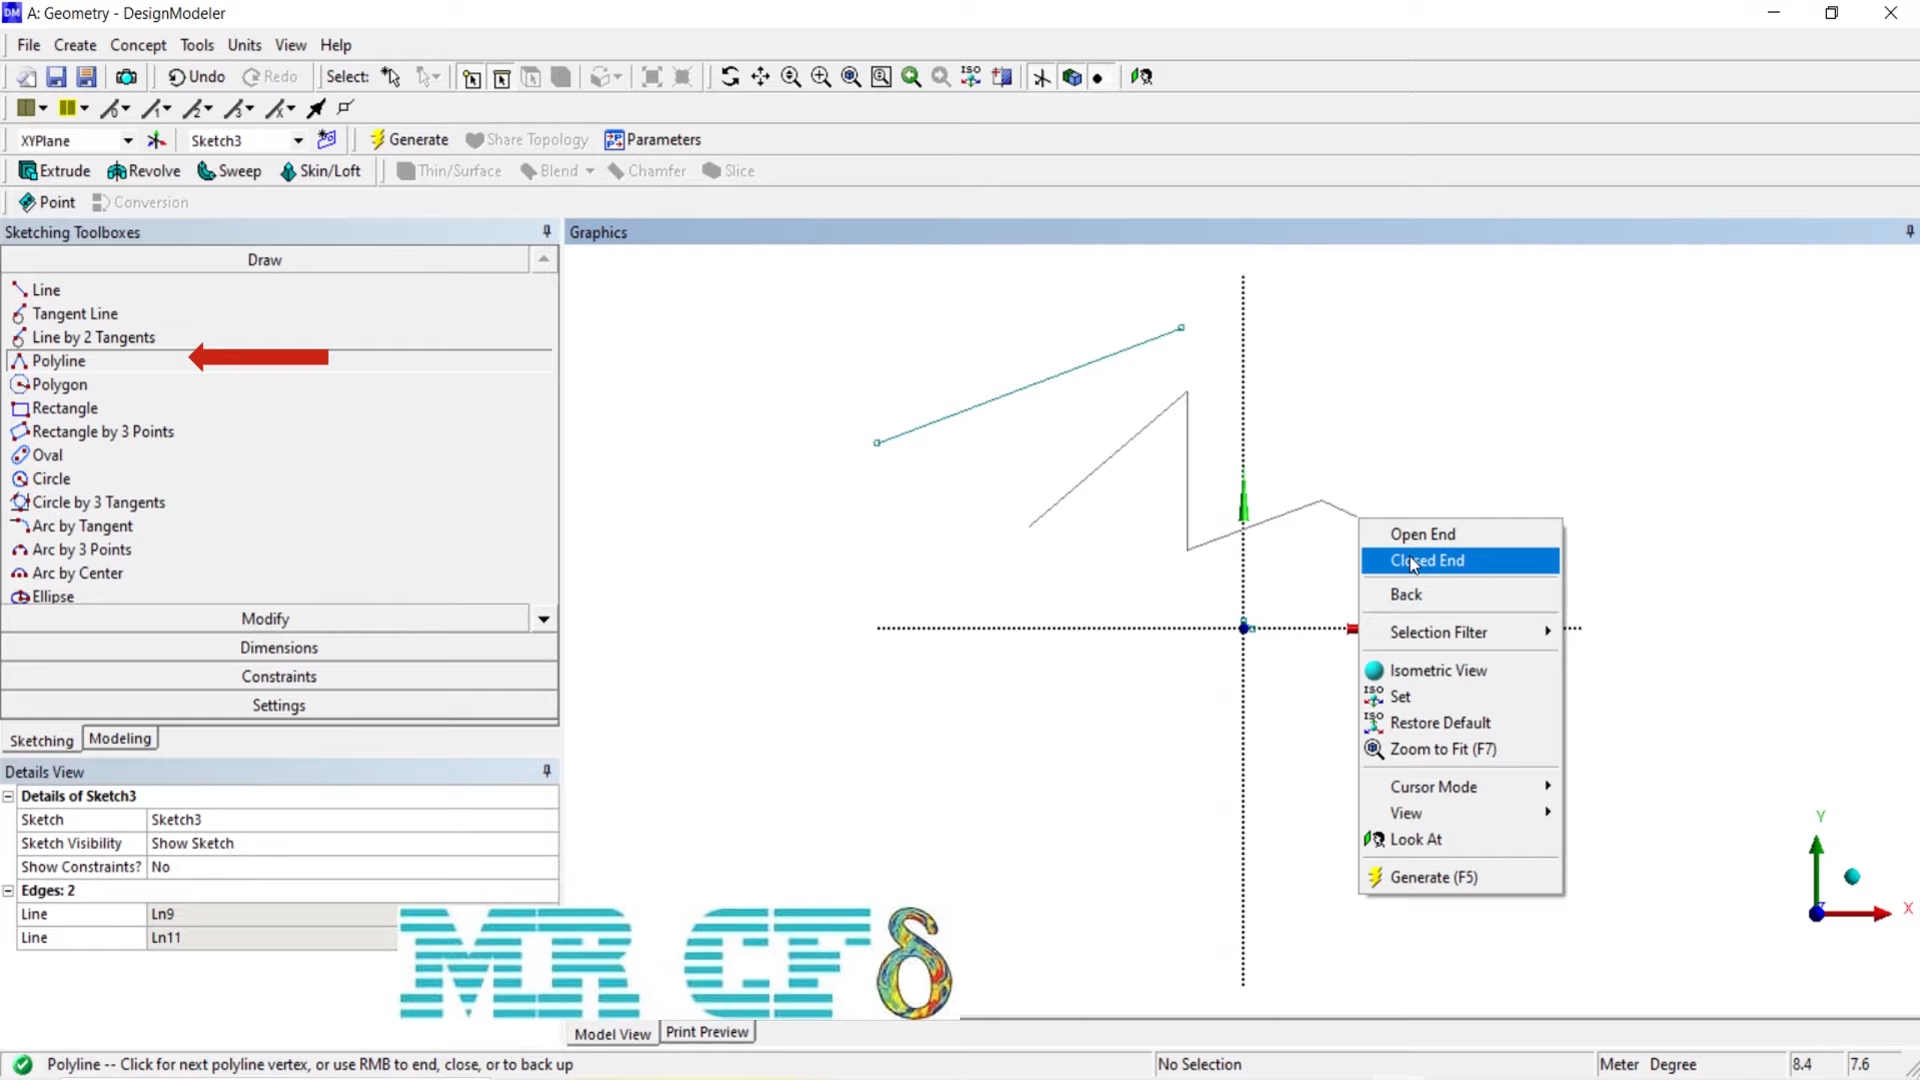 A: Geometry - DesignModeler
File Create Concept Tools Units View Help
Undo Redo Select: ISO
XYPlane Sketch3 Generate Share Topology Parameters
Extrude Revolve Sweep Skin/Loft Thin/Surface Blend Chamfer Slice
Point Conversion
Sketching Toolboxes
Draw
Line
Tangent Line
Line by 2 Tangents
Polyline
Polygon
Rectangle
Rectangle by 3 Points
Oval
Circle
Circle by 3 Tangents
Arc by Tangent
Arc by 3 Points
Arc by Center
Ellipse
Modify
Dimensions
Constraints
Settings
Sketching Modeling
Details View
Details of Sketch3
Sketch Sketch3
Sketch Visibility Show Sketch
Show Constraints? No
Edges: 2
Line Ln9
Line Ln11
Graphics
Open End
Closed End
Back
Selection Filter
Isometric View
ISO Set
ISO Restore Default
Zoom to Fit (F7)
Cursor Mode
View
Look At
Generate (F5)
Y
X
MR CFδ
Model View Print Preview
Polyline -- Click for next polyline vertex, or use RMB to end, close, or to back up No Selection Meter Degree 8.4 7.6